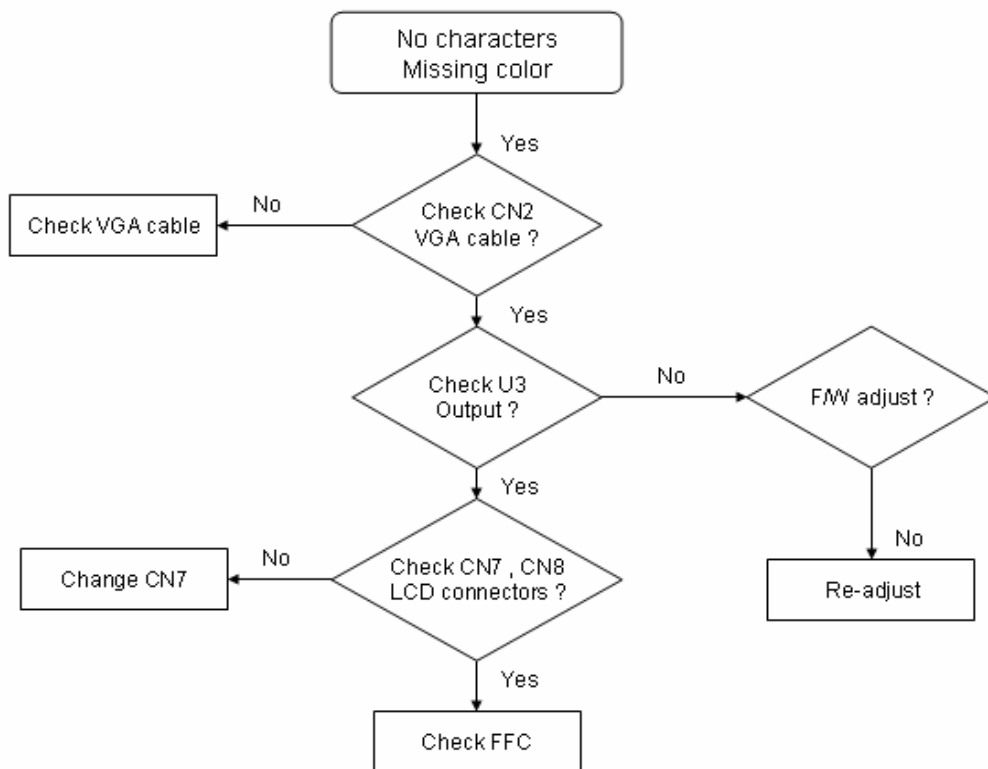 No characters
Missing color
Yes
Check CN2
VGA cable ?
No
Check VGA cable
Yes
Check U3
Output ?
No
F/W adjust ?
No
Re-adjust
Yes
Check CN7 , CN8
LCD connectors ?
No
Change CN7
Yes
Check FFC